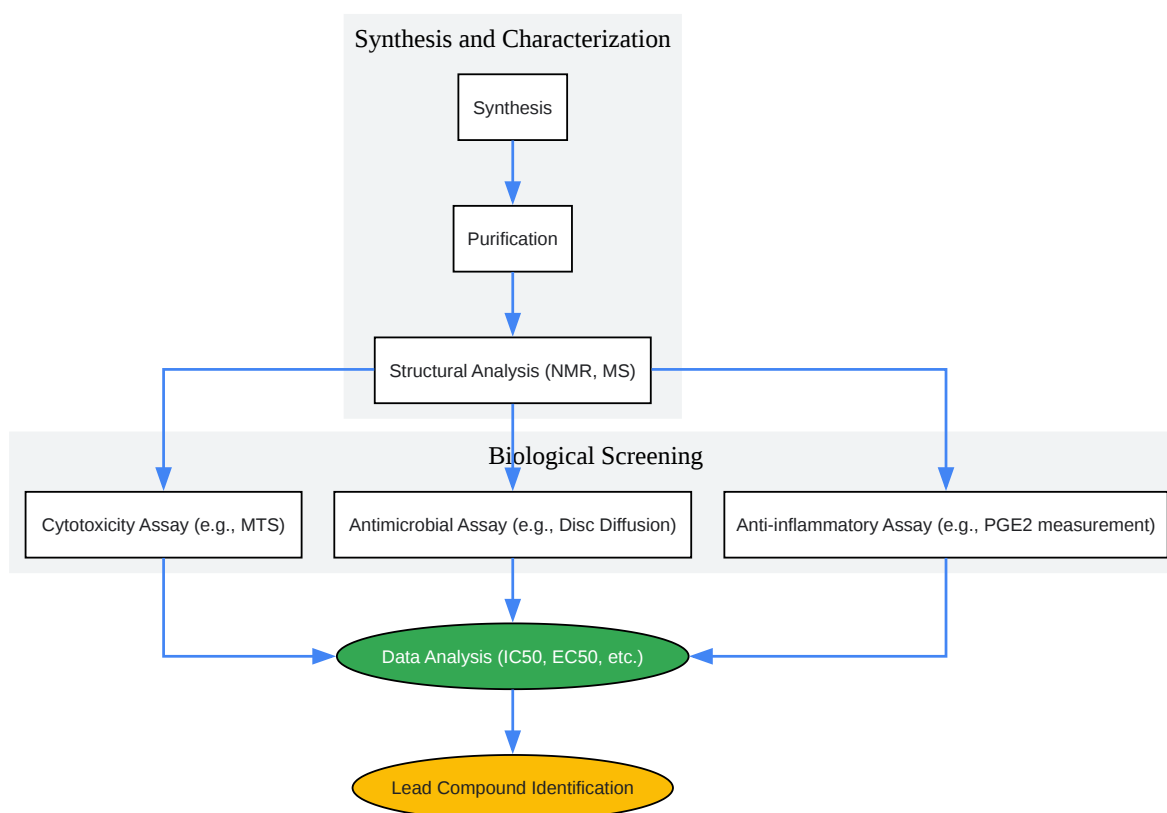 Synthesis and Characterization
Synthesis
Purification
Structural Analysis (NMR, MS)
Biological Screening
Cytotoxicity Assay (e.g., MTS)
Antimicrobial Assay (e.g., Disc Diffusion)
Anti-inflammatory Assay (e.g., PGE2 measurement)
Data Analysis (IC50, EC50, etc.)
Lead Compound Identification